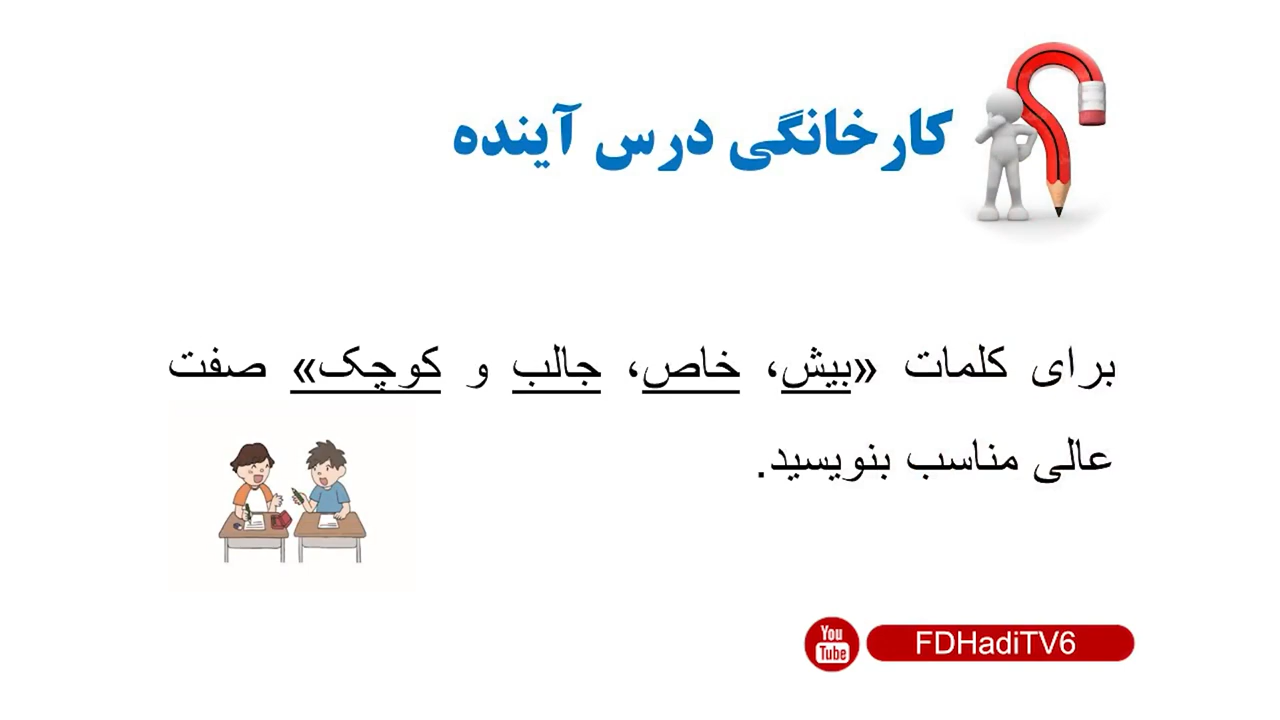 کارخانگی درس آینده
برای کلمات «بیش، خاص، جالب و کوچک» صفت
عالی مناسب بنویسید.
You
Tube
FDHadiTV6